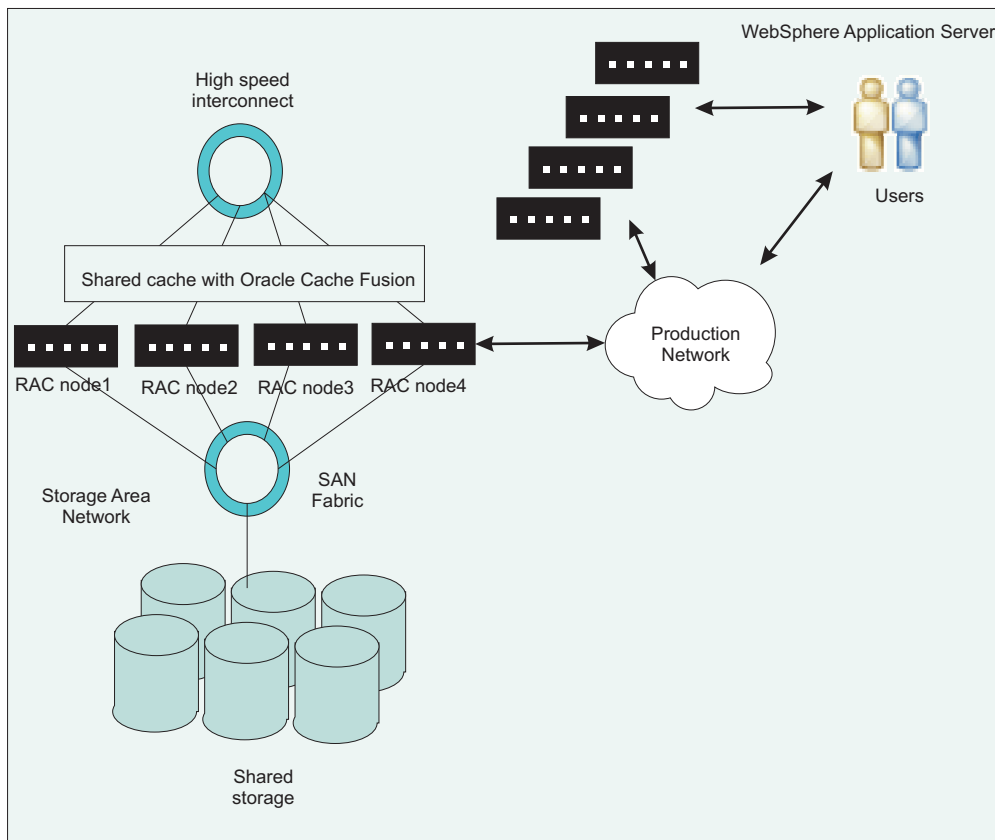 WebSphere Application Server
High speed
interconnect
Users
Shared cache with Oracle Cache Fusion
Production
Network
RAC node1
RAC node2
RAC node3
RAC node4
Storage Area
Network
SAN
Fabric
Shared
storage